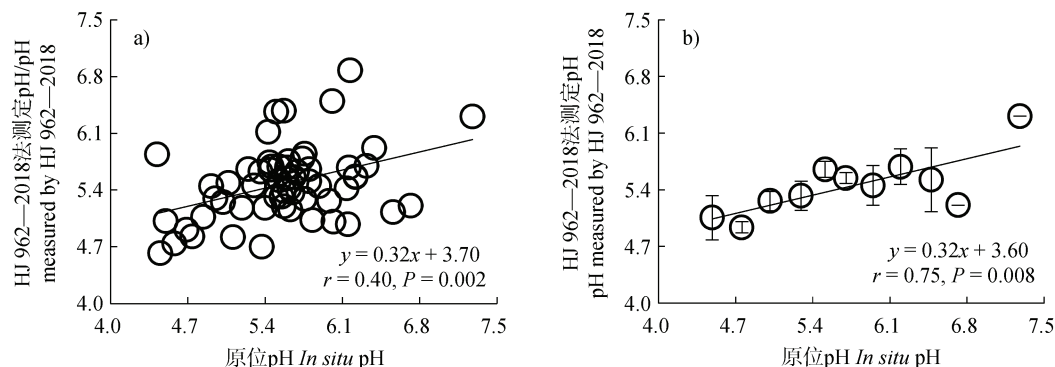 HJ 962—2018法测定pH/pH
measured by HJ 962—2018
7.5
6.8
6.1
5.4
4.7
4.0
a)
y = 0.32x + 3.70
r = 0.40, P = 0.002
4.0 4.7 5.4 6.1 6.8 7.5
原位pH In situ pH
HJ 962—2018法测定pH
pH measured by HJ 962—2018
7.5
6.8
6.1
5.4
4.7
4.0
b)
y = 0.32x + 3.60
r = 0.75, P = 0.008
4.0 4.7 5.4 6.1 6.8 7.5
原位pH In situ pH